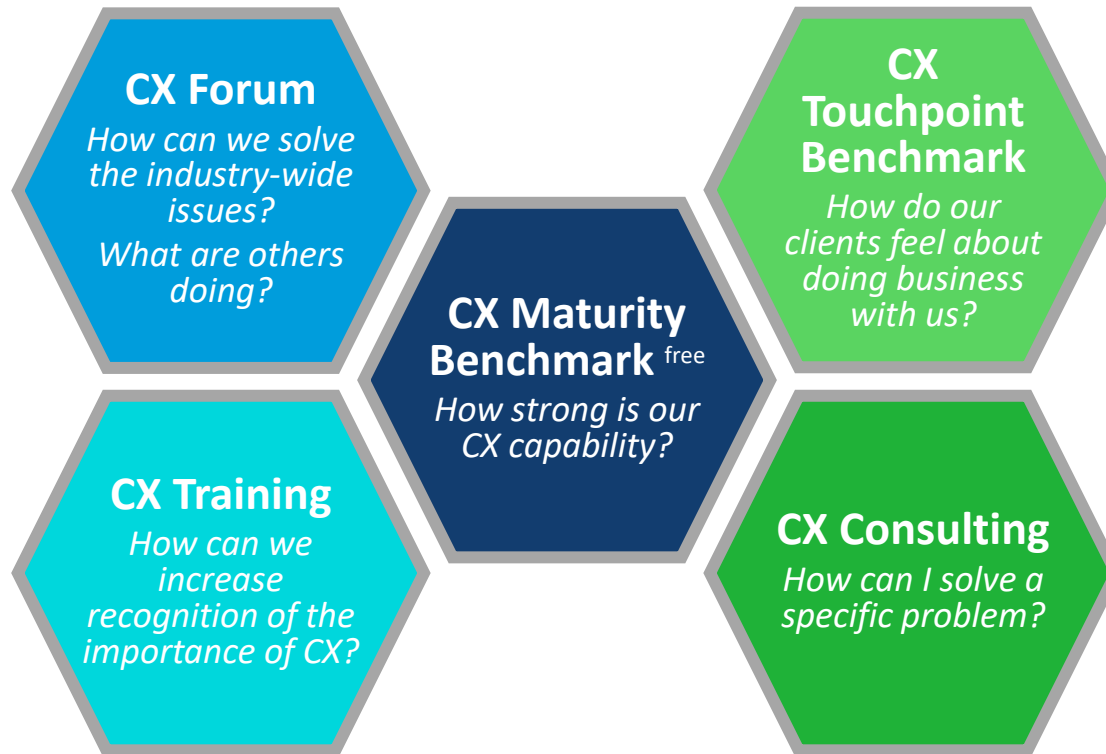 CX Forum
How can we solve
the industry-wide
issues?
What are others
doing?
CX
Touchpoint
Benchmark
How do our
clients feel about
doing business
with us?
CX Maturity
Benchmark free
How strong is our
CX capability?
CX Training
How can we
increase
recognition of the
importance of CX?
CX Consulting
How can I solve a
specific problem?